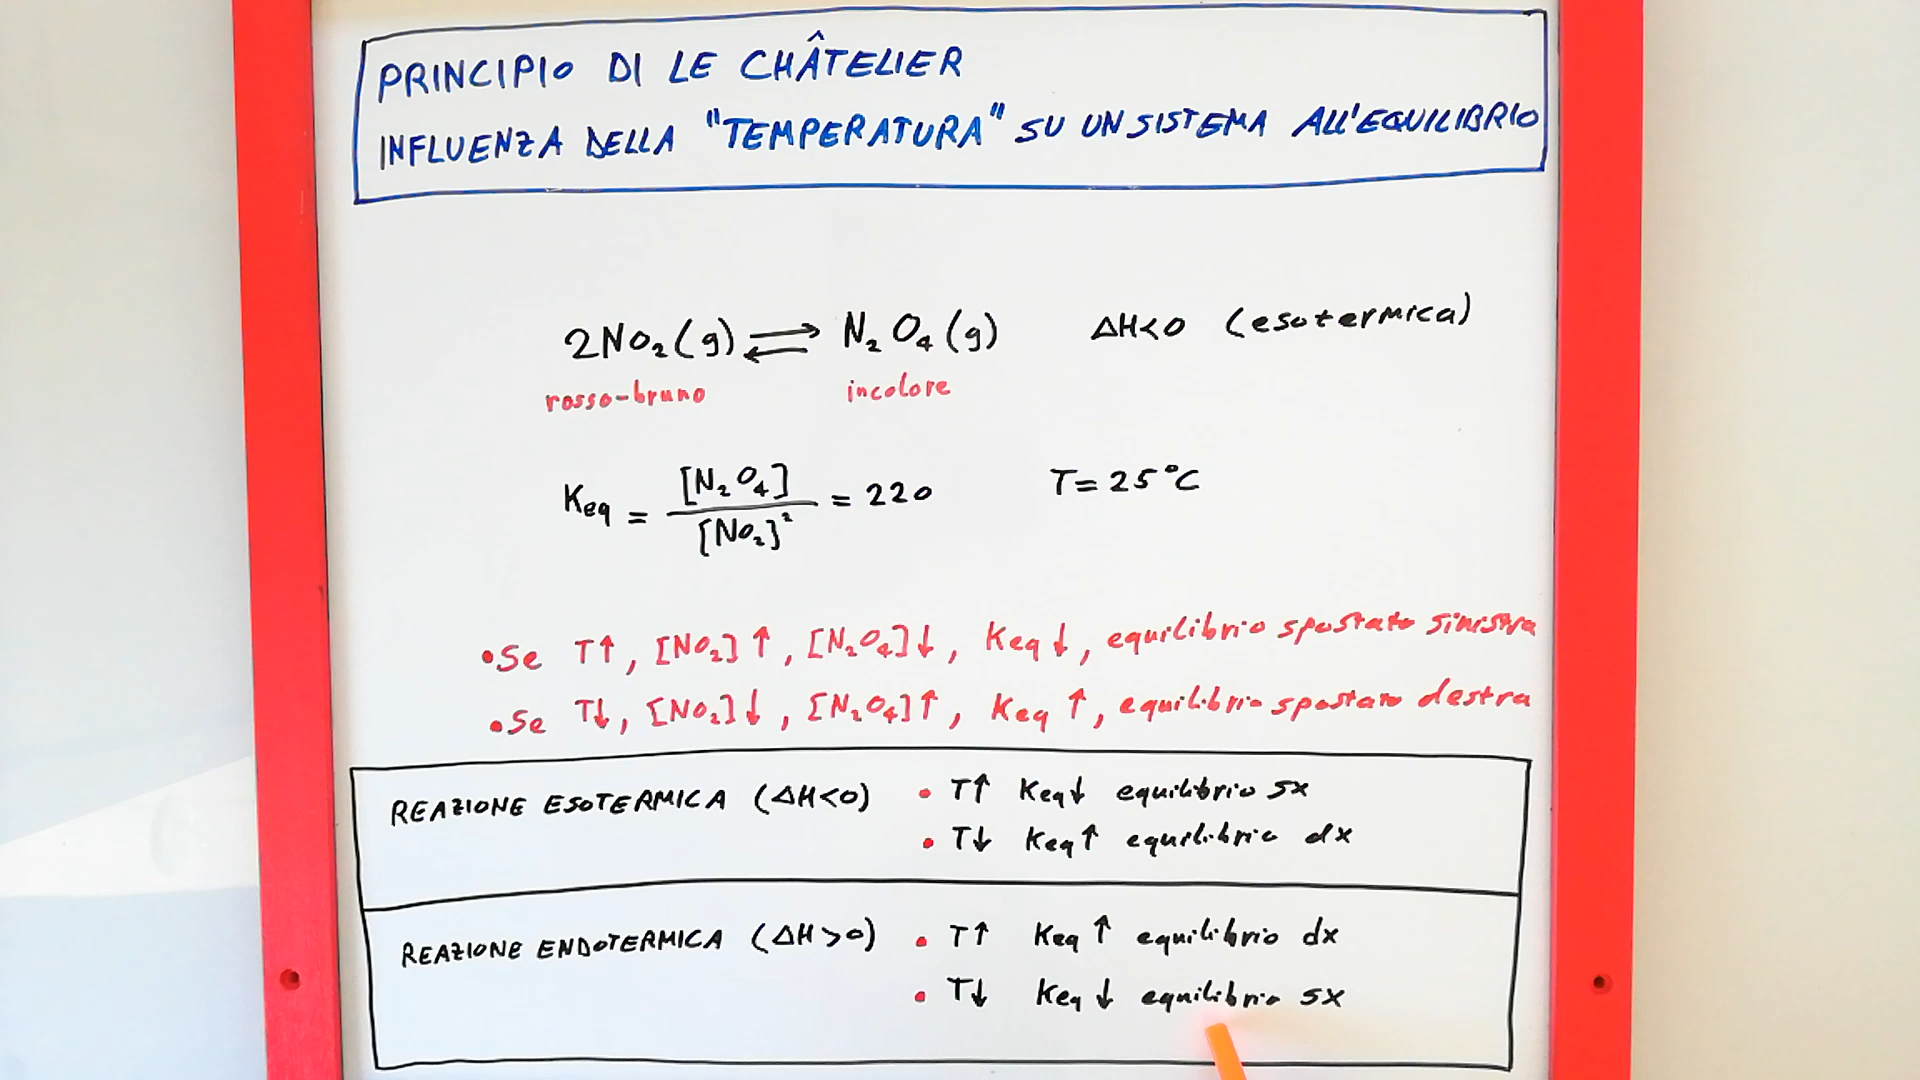 PRINCIPIO DI LE CHÂTELIER
INFLUENZA DELLA "TEMPERATURA" SU UN SISTEMA ALL'EQUILIBRIO
2NO₂(g) ⇌ N₂O₄(g) ΔH<0 (esotermica)
rosso-bruno incolore
Keq = [N₂O₄] / [NO₂]² = 220 T= 25°C
•Se T↑, [NO₂]↑, [N₂O₄]↓, Keq↓, equilibrio spostato sinistra
•Se T↓, [NO₂]↓, [N₂O₄]↑, Keq↑, equilibrio spostato destra
REAZIONE ESOTERMICA (ΔH<0) • T↑ Keq↓ equilibrio sx
• T↓ Keq↑ equilibrio dx
REAZIONE ENDOTERMICA (ΔH>0) • T↑ Keq↑ equilibrio dx
• T↓ Keq↓ equilibrio sx